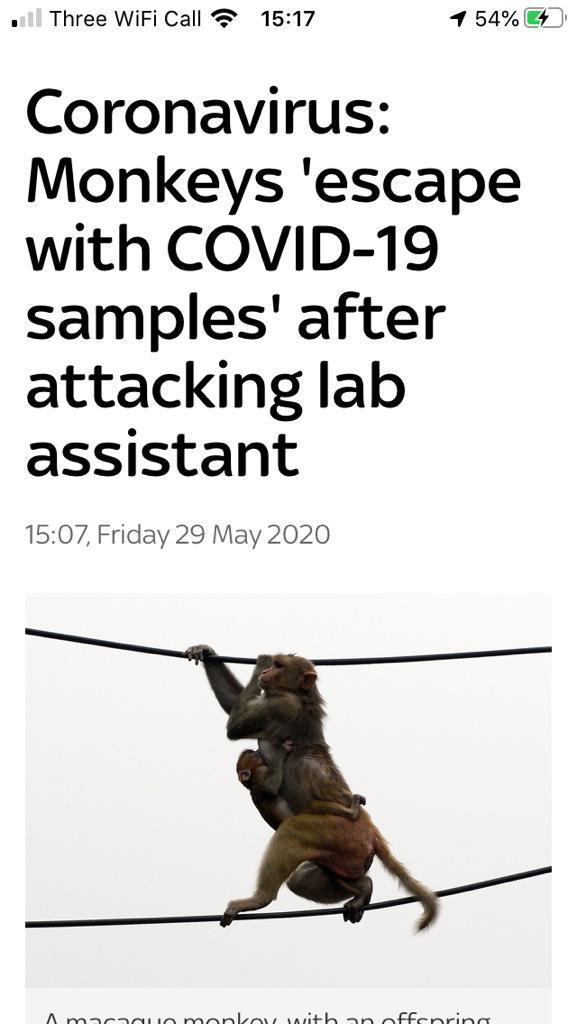 Three WiFi Call 15:17 54%
Coronavirus:
Monkeys 'escape
with COVID-19
samples' after
attacking lab
assistant
15:07, Friday 29 May 2020
A macaque monkey, with an offspring,